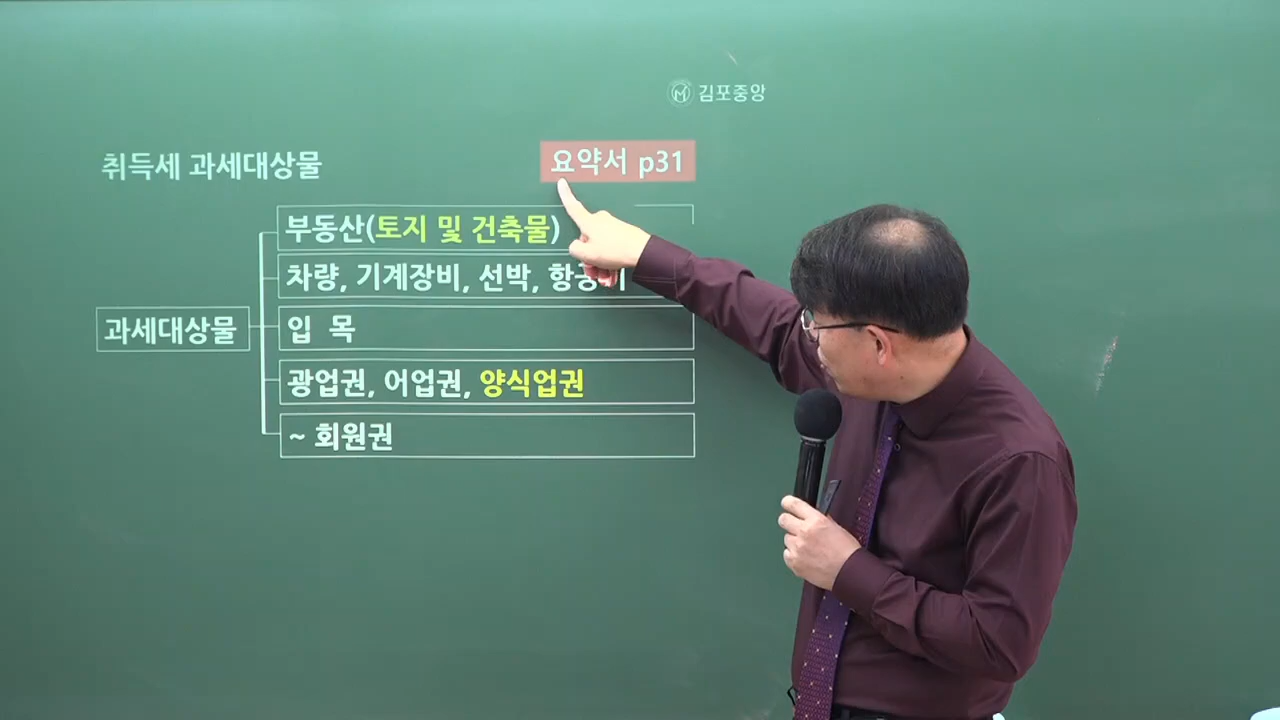 김포중앙
취득세 과세대상물
요약서 p31
부동산(토지 및 건축물)
차량, 기계장비, 선박,
과세대상물
입 목
광업권, 어업권, 양식업권
~ 회원권